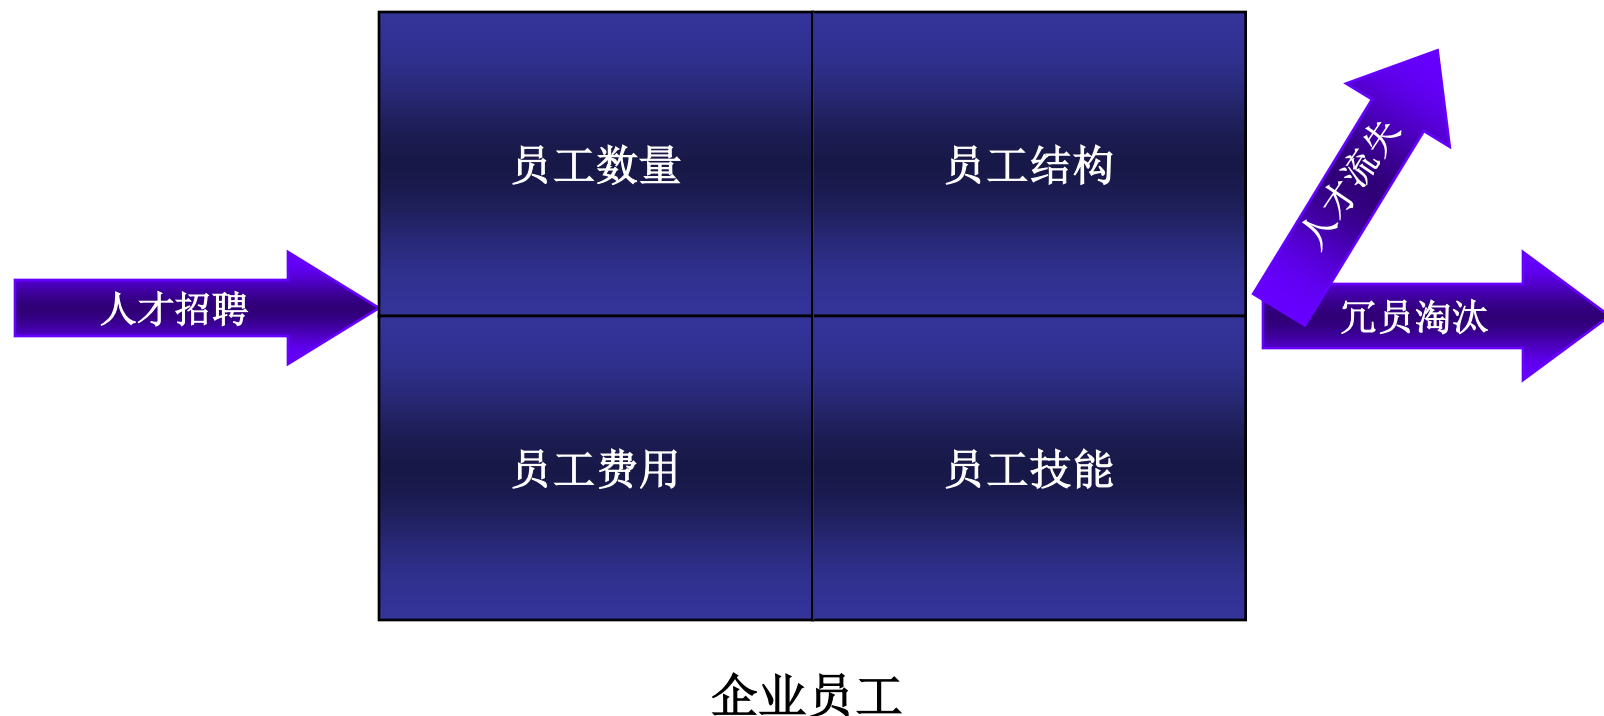 员工数量
员工结构
人才流失
人才招聘
冗员淘汰
员工费用
员工技能
企业员工